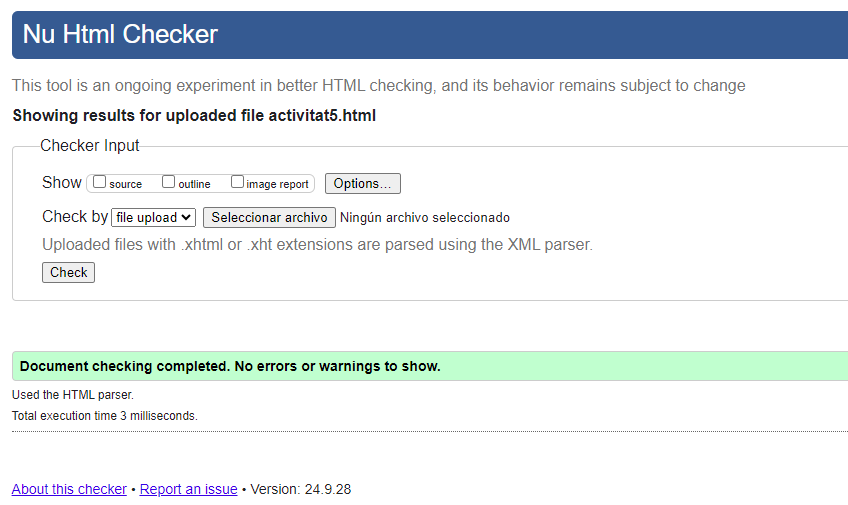 Nu Html Checker
This tool is an ongoing experiment in better HTML checking, and its behavior remains subject to change
Showing results for uploaded file activitat5.html
Checker Input
Show source outline image report Options...
Check by file upload Seleccionar archivo Ningún archivo seleccionado
Uploaded files with .xhtml or .xht extensions are parsed using the XML parser.
Check
Document checking completed. No errors or warnings to show.
Used the HTML parser.
Total execution time 3 milliseconds.
About this checker • Report an issue • Version: 24.9.28